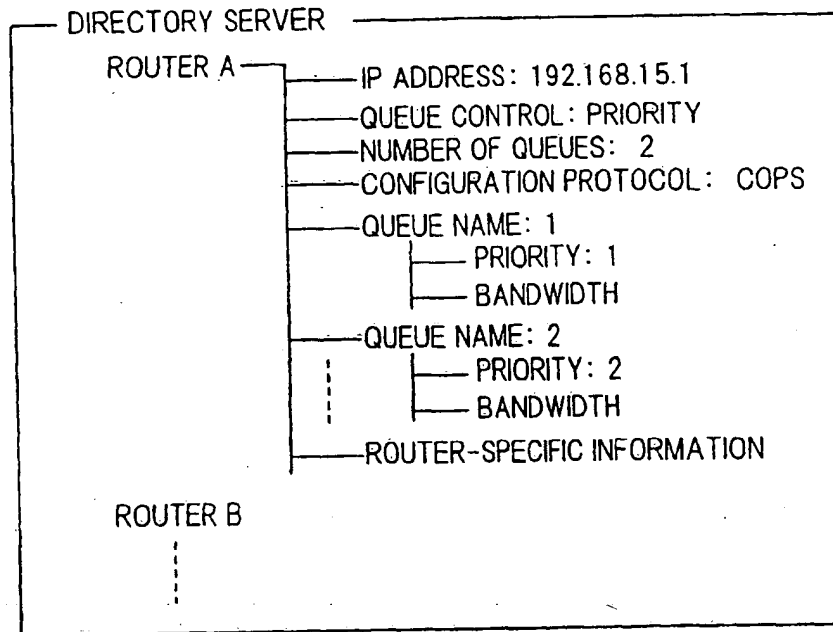 DIRECTORY SERVER
ROUTER A
IP ADDRESS: 192.168.15.1
QUEUE CONTROL: PRIORITY
NUMBER OF QUEUES: 2
CONFIGURATION PROTOCOL: COPS
QUEUE NAME: 1
PRIORITY: 1
BANDWIDTH
QUEUE NAME: 2
PRIORITY: 2
BANDWIDTH
ROUTER-SPECIFIC INFORMATION
ROUTER B